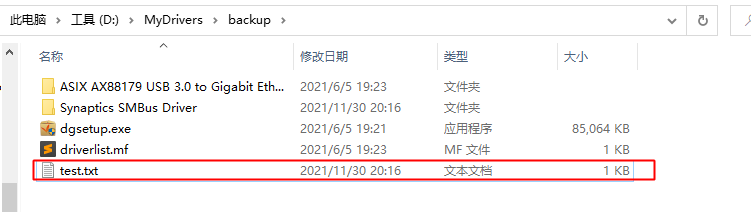 此电脑 > 工具 (D:) > MyDrivers > backup >
名称 修改日期 类型 大小
ASIX AX88179 USB 3.0 to Gigabit Eth... 2021/6/5 19:23 文件夹
Synaptics SMBus Driver 2021/11/30 20:16 文件夹
dgsetup.exe 2021/6/5 19:21 应用程序 85,064 KB
driverlist.mf 2021/6/5 19:23 MF 文件 1 KB
test.txt 2021/11/30 20:16 文本文档 1 KB